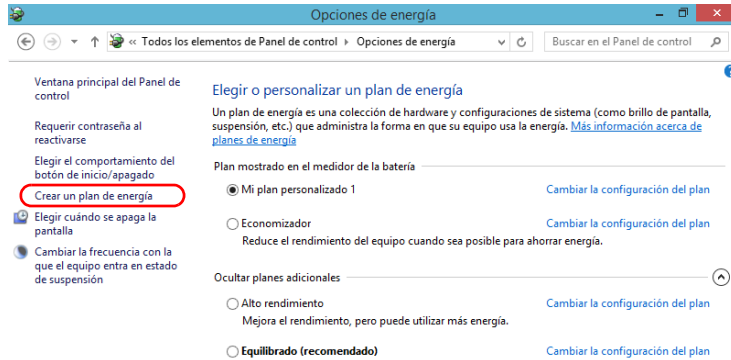 Opciones de energía
« Todos los elementos de Panel de control ▸ Opciones de energía
Buscar en el Panel de control
Ventana principal del Panel de
control
Requerir contraseña al
reactivarse
Elegir el comportamiento del
botón de inicio/apagado
Crear un plan de energía
Elegir cuándo se apaga la
pantalla
Cambiar la frecuencia con la
que el equipo entra en estado
de suspensión
Elegir o personalizar un plan de energía
Un plan de energía es una colección de hardware y configuraciones de sistema (como brillo de pantalla,
suspensión, etc.) que administra la forma en que su equipo usa la energía. Más información acerca de
planes de energía
Plan mostrado en el medidor de la batería
Mi plan personalizado 1 Cambiar la configuración del plan
Economizador Cambiar la configuración del plan
Reduce el rendimiento del equipo cuando sea posible para ahorrar energía.
Ocultar planes adicionales
Alto rendimiento Cambiar la configuración del plan
Mejora el rendimiento, pero puede utilizar más energía.
Equilibrado (recomendado) Cambiar la configuración del plan